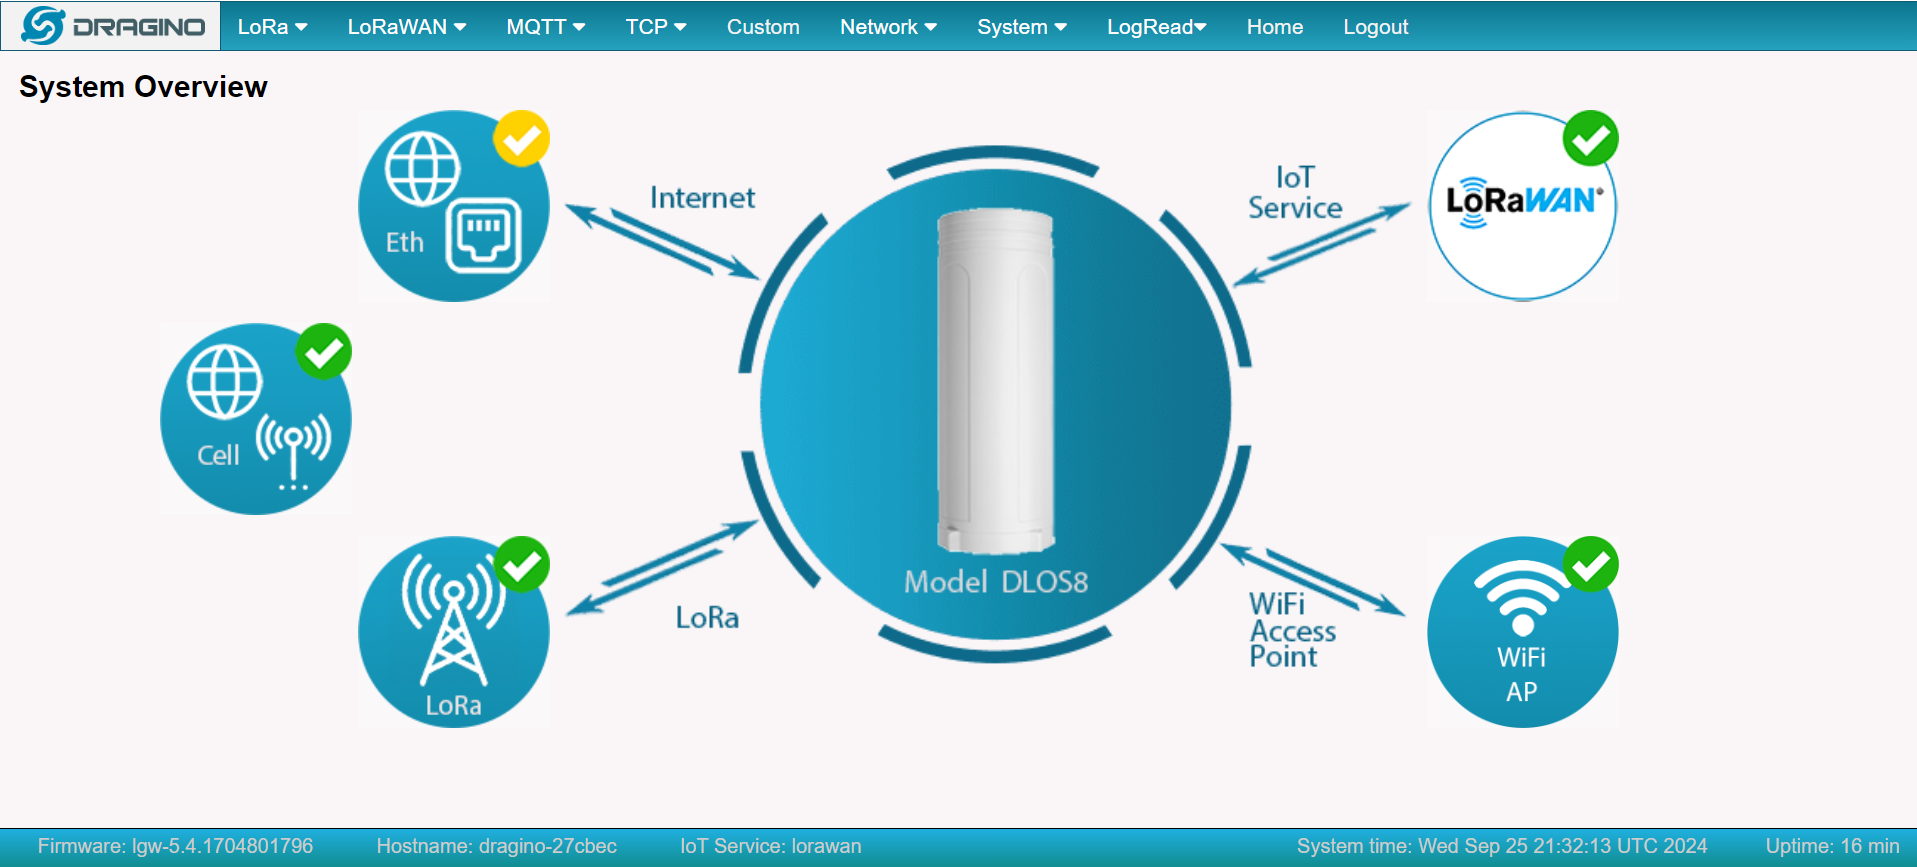 DRAGINO LoRa LoRaWAN MQTT TCP Custom Network System LogRead Home Logout
System Overview
Eth
Internet
IoT
Service
LoRaWAN®
Cell
Model DLOS8
LoRa
LoRa
WiFi
Access
Point
WiFi
AP
Firmware: lgw-5.4.1704801796 Hostname: dragino-27cbec IoT Service: lorawan System time: Wed Sep 25 21:32:13 UTC 2024 Uptime: 16 min